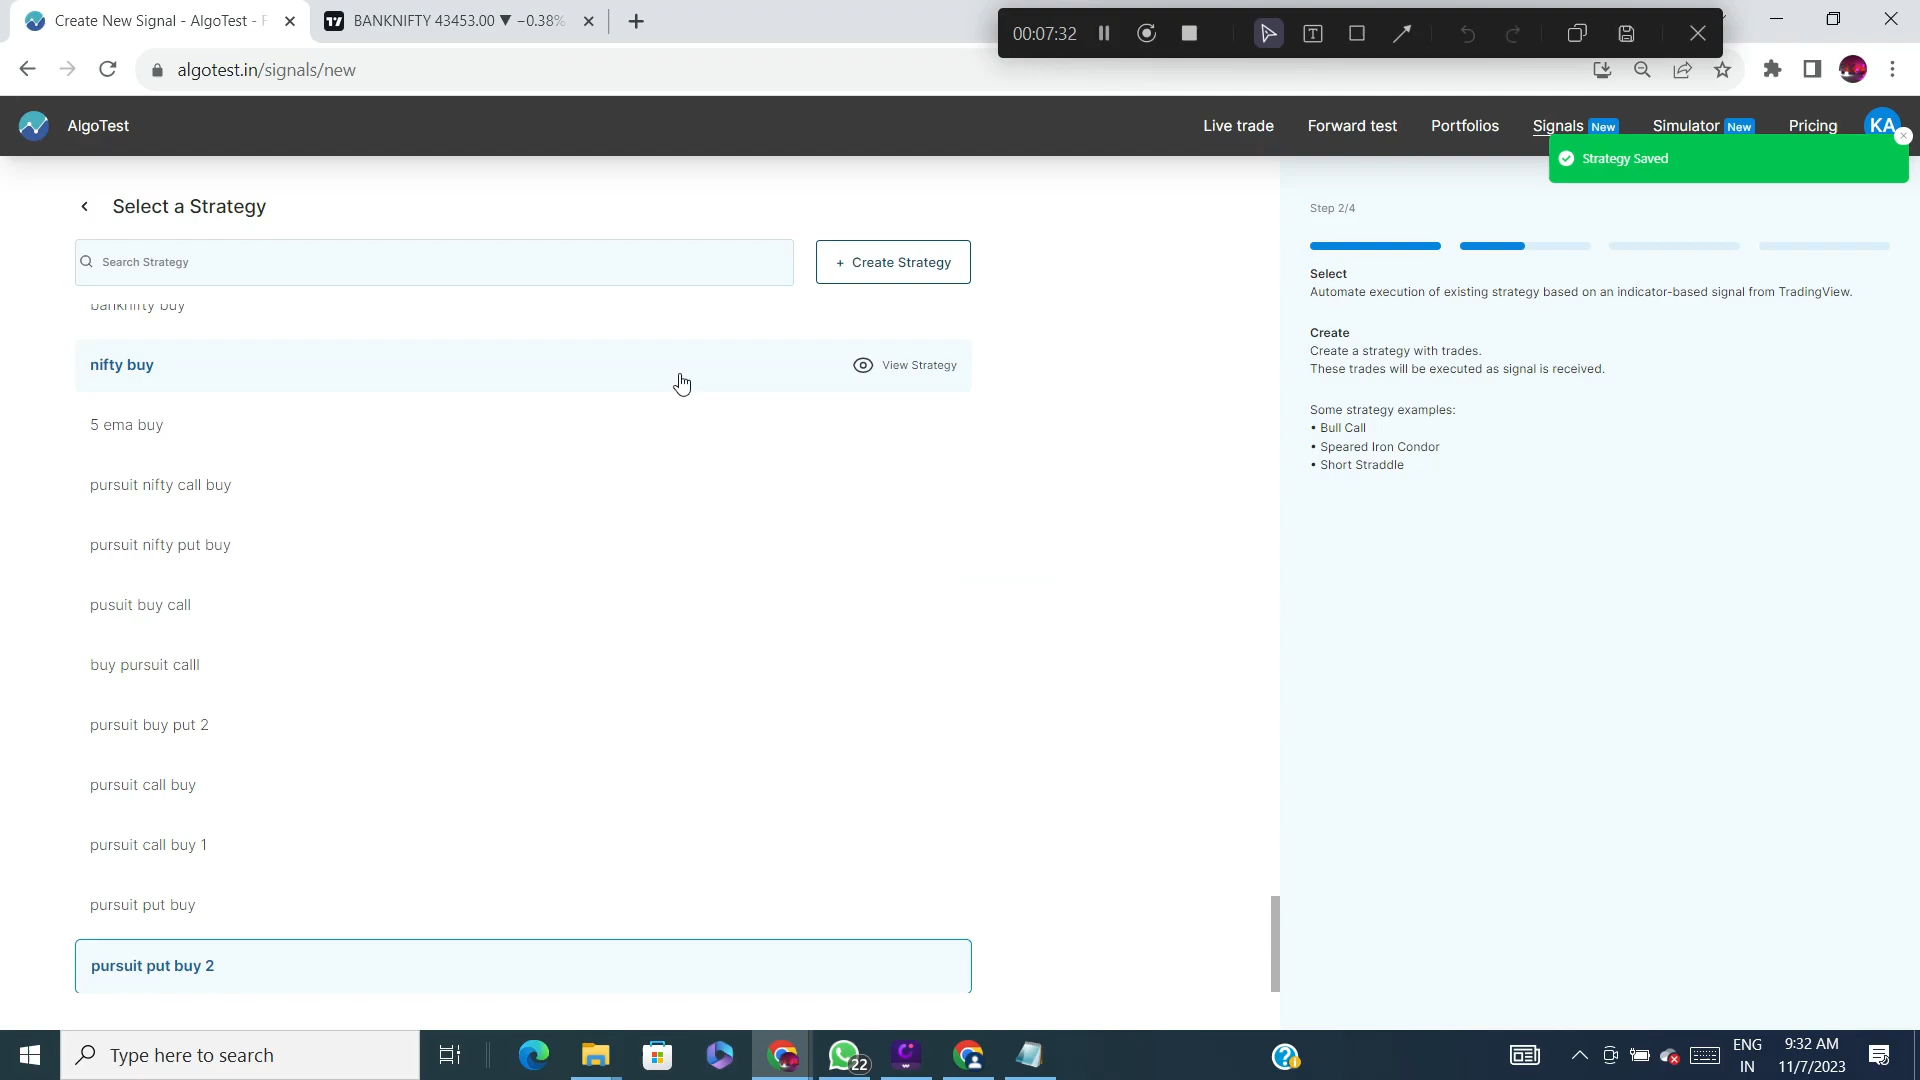 Create New Signal - AlgoTest - F
BANKNIFTY 43453.00 ▼ −0.38%
00:07:32
algotest.in/signals/new
AlgoTest
Live trade
Forward test
Portfolios
Signals New
Simulator New
Pricing
KA
Strategy Saved
Select a Strategy
Search Strategy
+ Create Strategy
banknifty buy
nifty buy
View Strategy
5 ema buy
pursuit nifty call buy
pursuit nifty put buy
pusuit buy call
buy pursuit calll
pursuit buy put 2
pursuit call buy
pursuit call buy 1
pursuit put buy
pursuit put buy 2
Step 2/4
Select
Automate execution of existing strategy based on an indicator-based signal from TradingView.
Create
Create a strategy with trades.
These trades will be executed as signal is received.
Some strategy examples:
• Bull Call
• Speared Iron Condor
• Short Straddle
Type here to search
22
ENG
IN
9:32 AM
11/7/2023